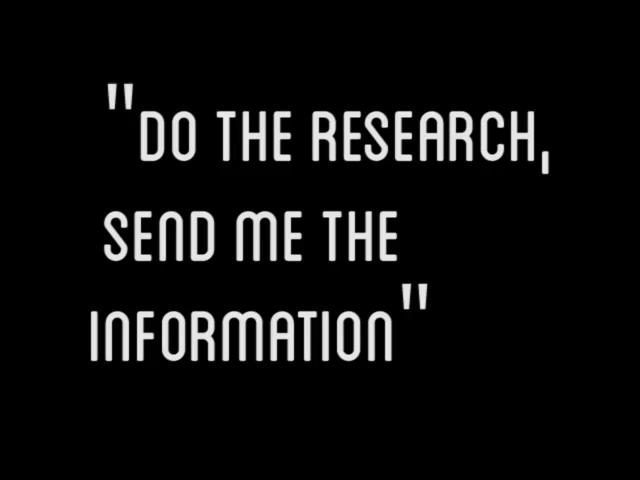 "DO THE RESEARCH,
SEND ME THE
INFORMATION"